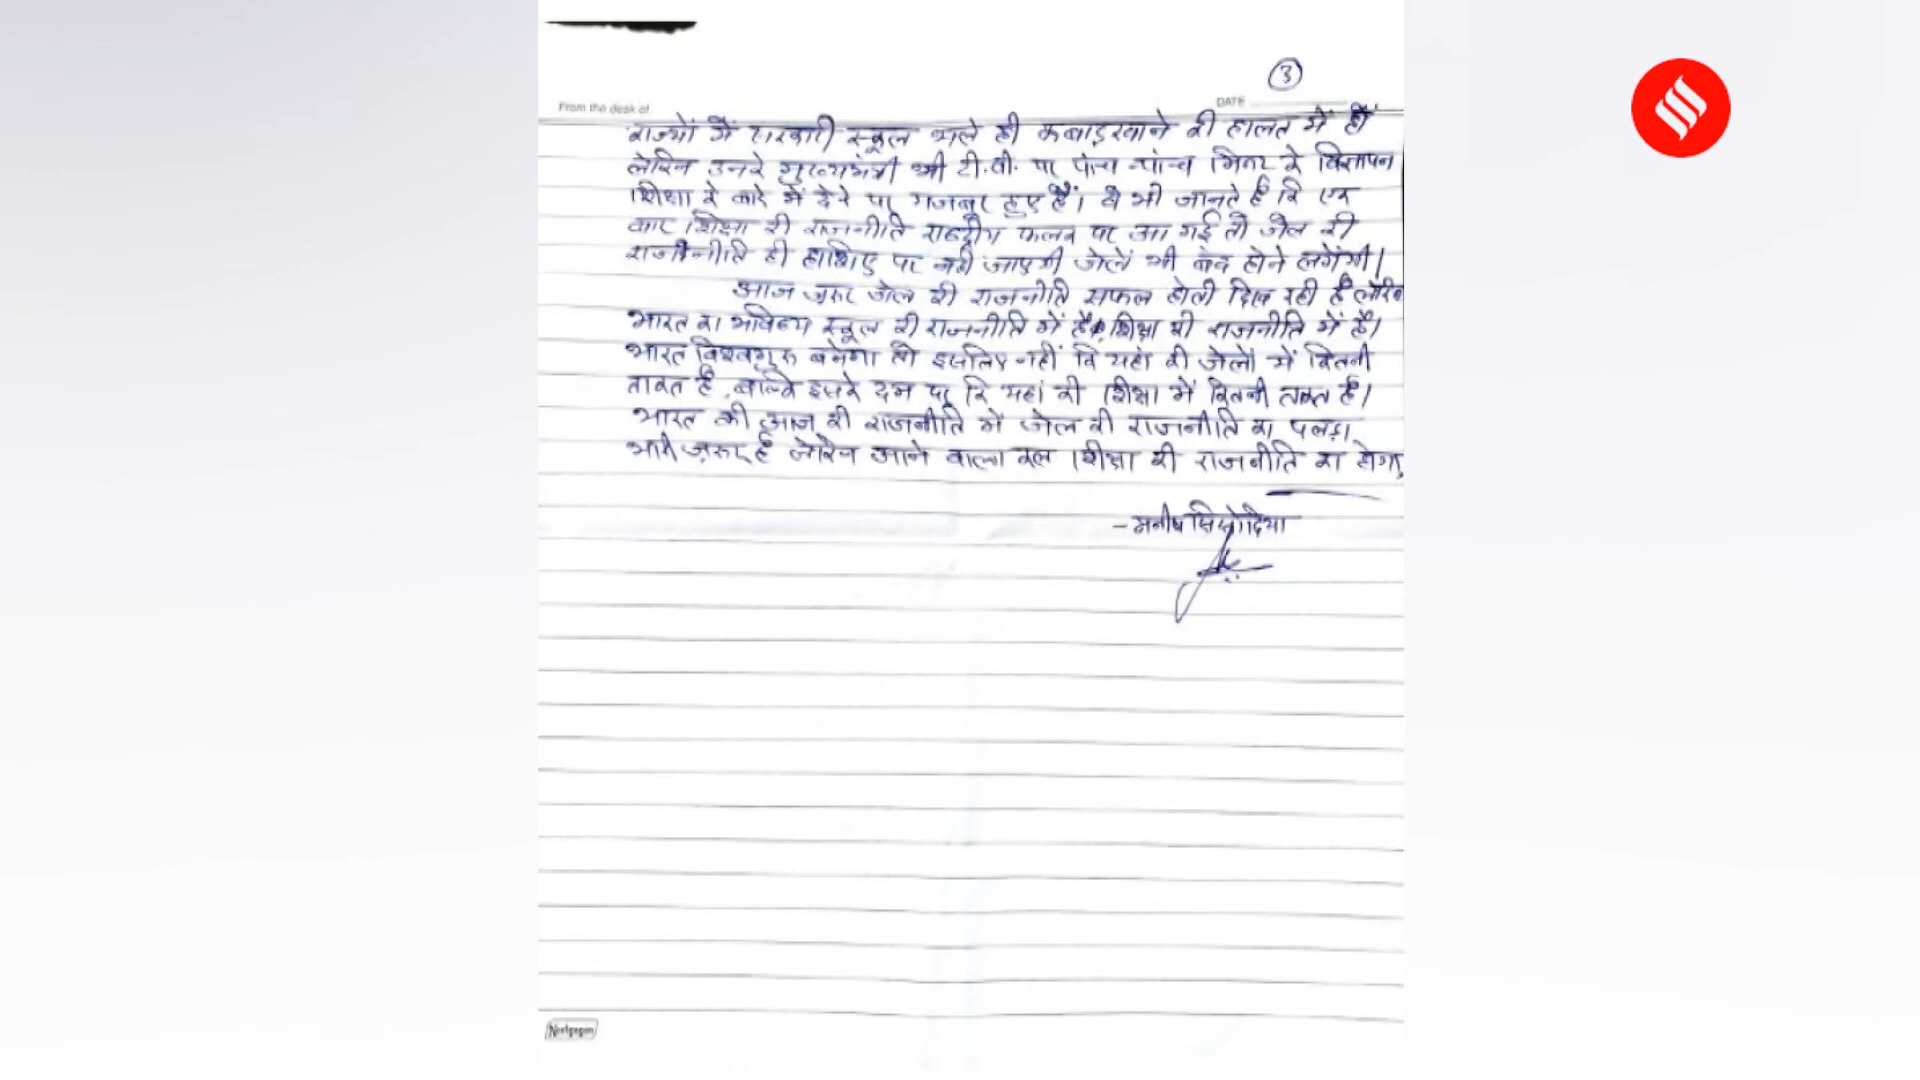 3
From the desk of
DATE
राज्यों में सरकारी स्कूल भले ही कबाड़खाने की हालत में हों
लेकिन उनके मुख्यमंत्री भी टी.वी. पर पांच-पांच मिनट के विज्ञापन
शिक्षा के बारे में देने पर मजबूर हुए हैं। वे भी जानते हैं कि एक
बार शिक्षा की राजनीति राष्ट्रीय फलक पर आ गई तो जेल की
राजनीति ही हाशिए पर नहीं जाएगी जेलें भी बंद होने लगेंगी।
आज जरूर जेल की राजनीति सफल होती दिख रही है लेकिन
भारत का भविष्य स्कूल की राजनीति में है, शिक्षा की राजनीति में है।
भारत विश्वगुरु बनेगा तो इसलिए नहीं कि यहां की जेलों में कितनी
ताकत है, बल्कि इसके दम पर कि यहां की शिक्षा में कितनी ताकत है।
भारत की आज की राजनीति में जेल की राजनीति का पलड़ा
भारी ज़रूर है लेकिन आने वाला कल शिक्षा की राजनीति का होगा
- मनीष सिसोदिया
Neelgagan